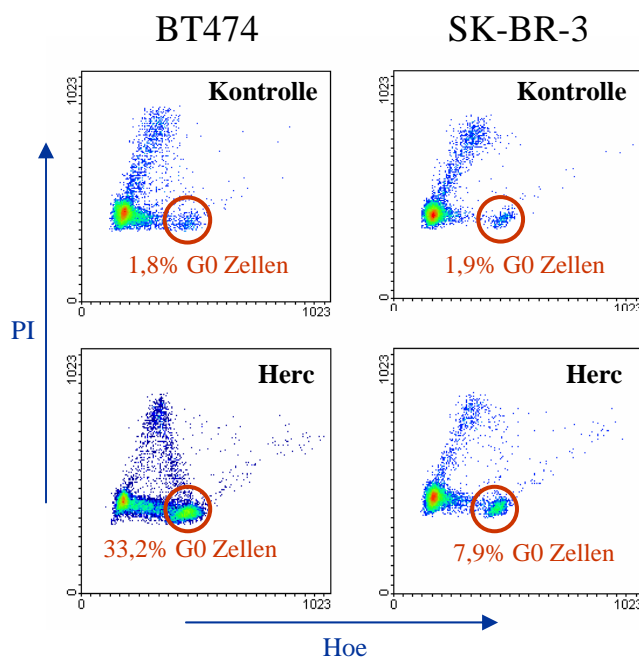 BT474
SK-BR-3
1023
Kontrolle
1,8% G0 Zellen
0
0
1023
1023
Kontrolle
1,9% G0 Zellen
0
0
1023
PI
1023
Herc
33,2% G0 Zellen
0
0
1023
1023
Herc
7,9% G0 Zellen
0
0
1023
Hoe